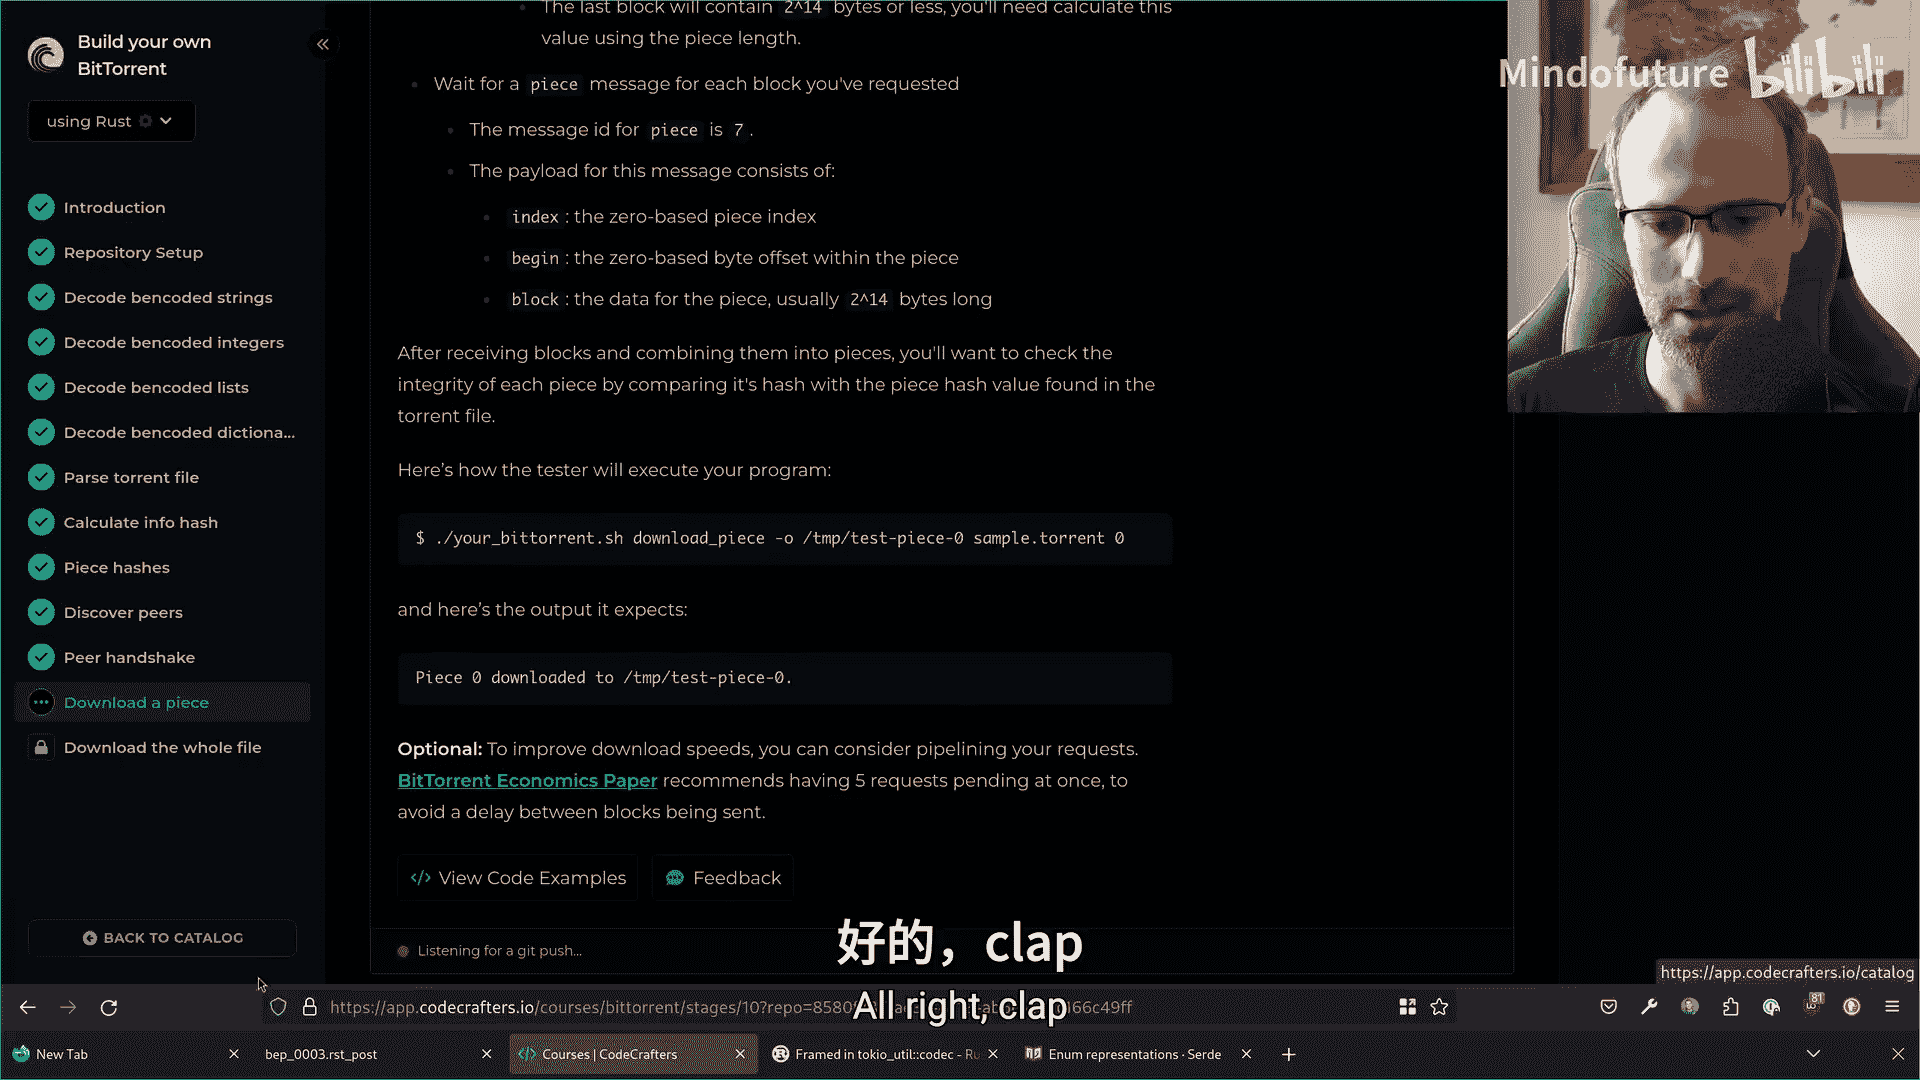 Build your own
BitTorrent
using Rust
Introduction
Repository Setup
Decode bencoded strings
Decode bencoded integers
Decode bencoded lists
Decode bencoded dictiona...
Parse torrent file
Calculate info hash
Piece hashes
Discover peers
Peer handshake
Download a piece
Download the whole file
BACK TO CATALOG
The last block will contain 2^14 bytes or less, you'll need calculate this
value using the piece length.
Wait for a piece message for each block you've requested
The message id for piece is 7.
The payload for this message consists of:
index: the zero-based piece index
begin: the zero-based byte offset within the piece
block: the data for the piece, usually 2^14 bytes long
After receiving blocks and combining them into pieces, you'll want to check the
integrity of each piece by comparing it's hash with the piece hash value found in the
torrent file.
Here's how the tester will execute your program:
$ ./your_bittorrent.sh download_piece -o /tmp/test-piece-0 sample.torrent 0
and here's the output it expects:
Piece 0 downloaded to /tmp/test-piece-0.
Optional: To improve download speeds, you can consider pipelining your requests.
BitTorrent Economics Paper recommends having 5 requests pending at once, to
avoid a delay between blocks being sent.
</> View Code Examples
Feedback
Listening for a git push...
Mindofuture bilibili
好的，clap
All right, clap
https://app.codecrafters.io/catalog
https://app.codecrafters.io/courses/bittorrent/stages/10?repo=8580 466c49ff
81
New Tab
bep_0003.rst_post
Courses | CodeCrafters
Framed in tokio_util::codec - Ru
Enum representations · Serde